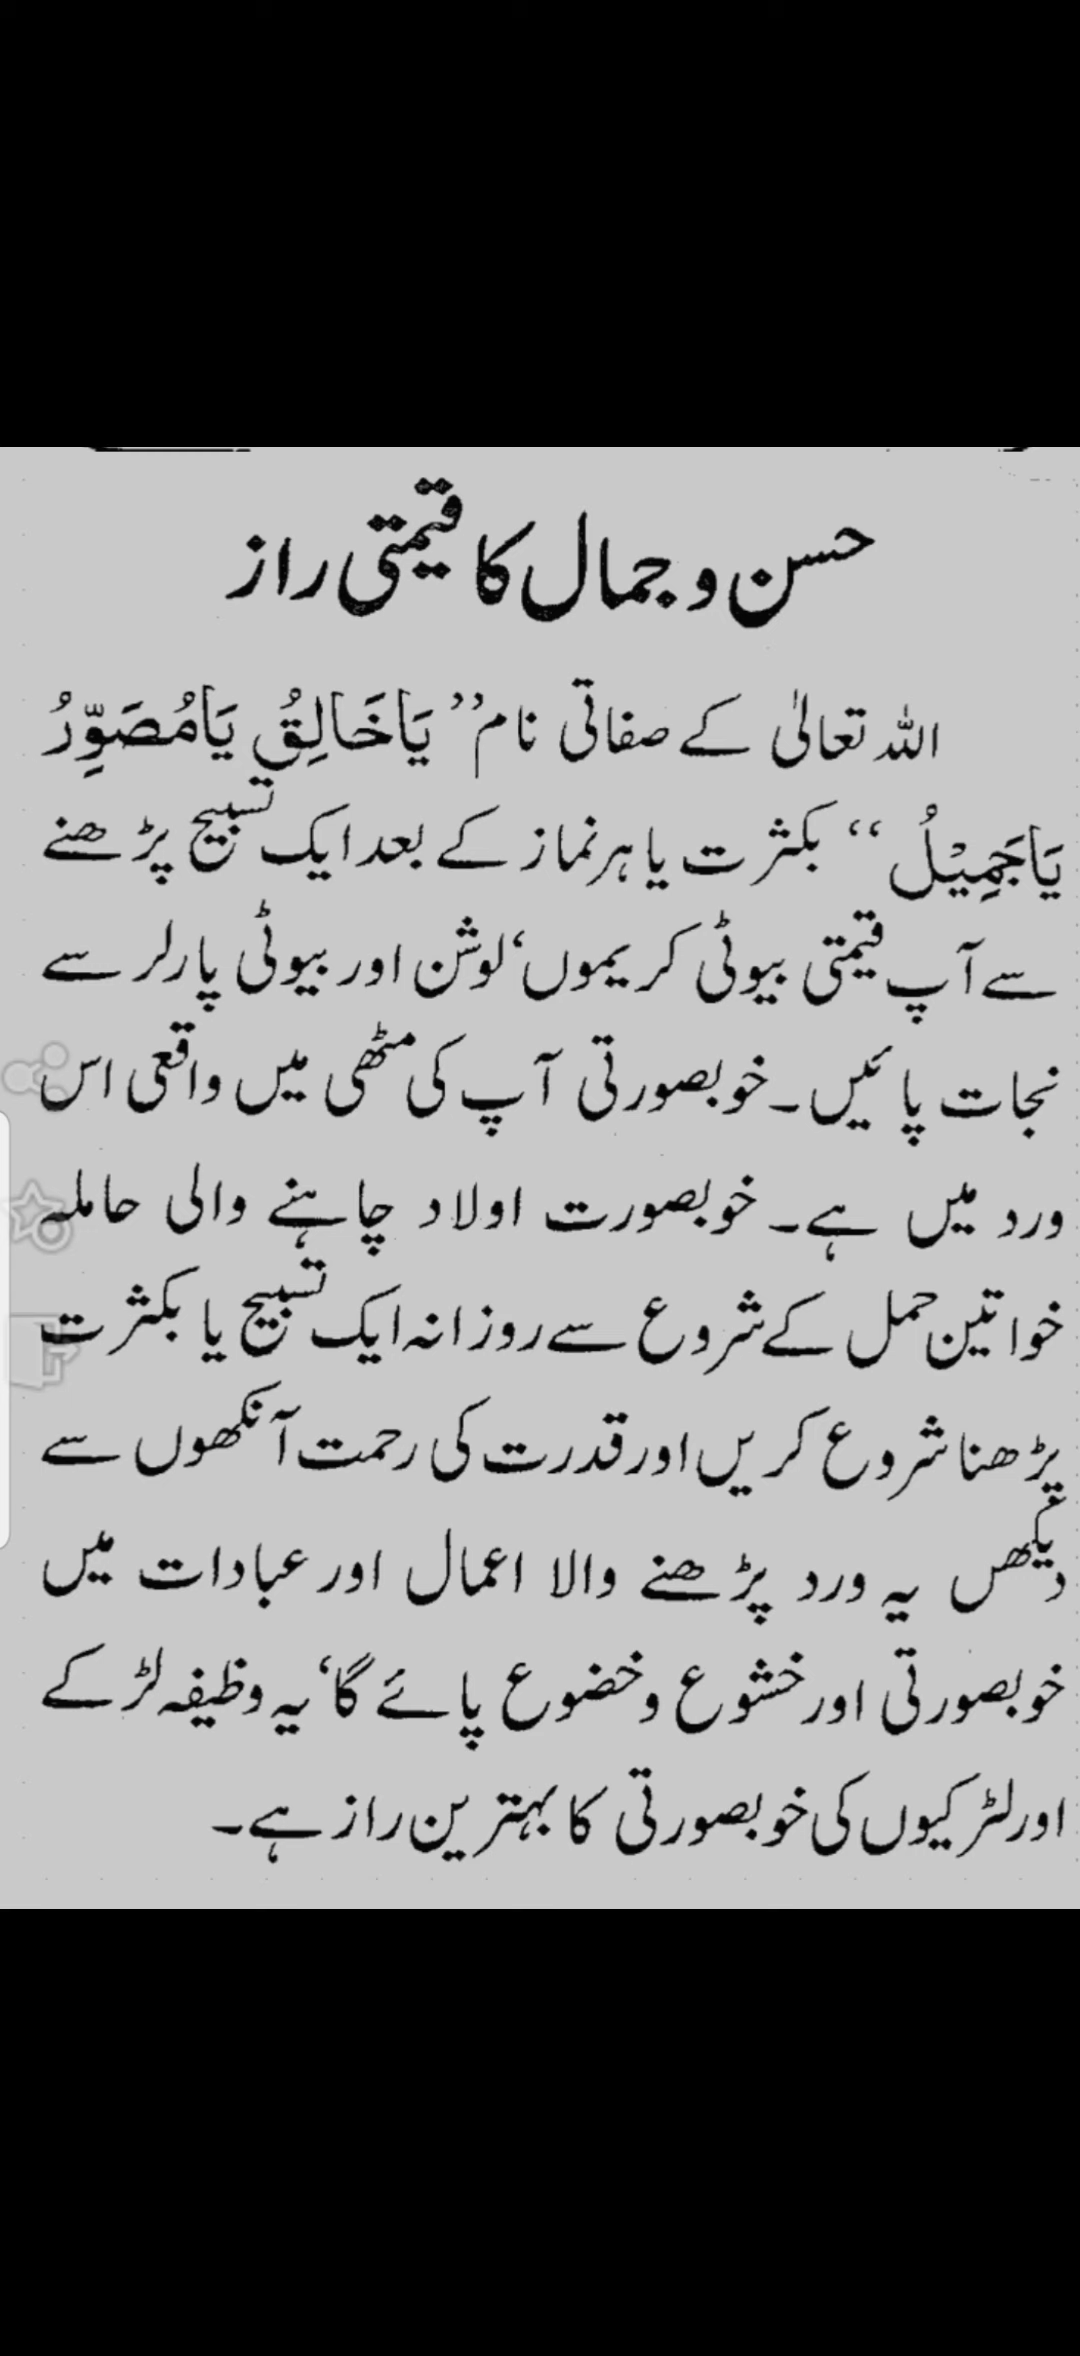 حسن و جمال کا قیمتی راز
اللہ تعالیٰ کے صفاتی نام ’’ یَا خَالِقُ یَامُصَوِّرُ
یَاجَمِیْلُ ‘‘ بکثرت یا ہر نماز کے بعد ایک تسبیح پڑھنے
سے آپ قیمتی بیوٹی کریموں‘ لوشن اور بیوٹی پارلر سے
نجات پائیں۔ خوبصورتی آپ کی مٹھی میں واقعی اس
ورد میں ہے۔ خوبصورت اولاد چاہنے والی حاملہ
خواتین حمل کے شروع سے روزانہ ایک تسبیح یا بکثرت
پڑھنا شروع کریں اور قدرت کی رحمت آنکھوں سے
دیکھیں یہ ورد پڑھنے والا اعمال اور عبادات میں
خوبصورتی اور خشوع و خضوع پائے گا‘ یہ وظیفہ لڑکے
اور لڑکیوں کی خوبصورتی کا بہترین راز ہے۔